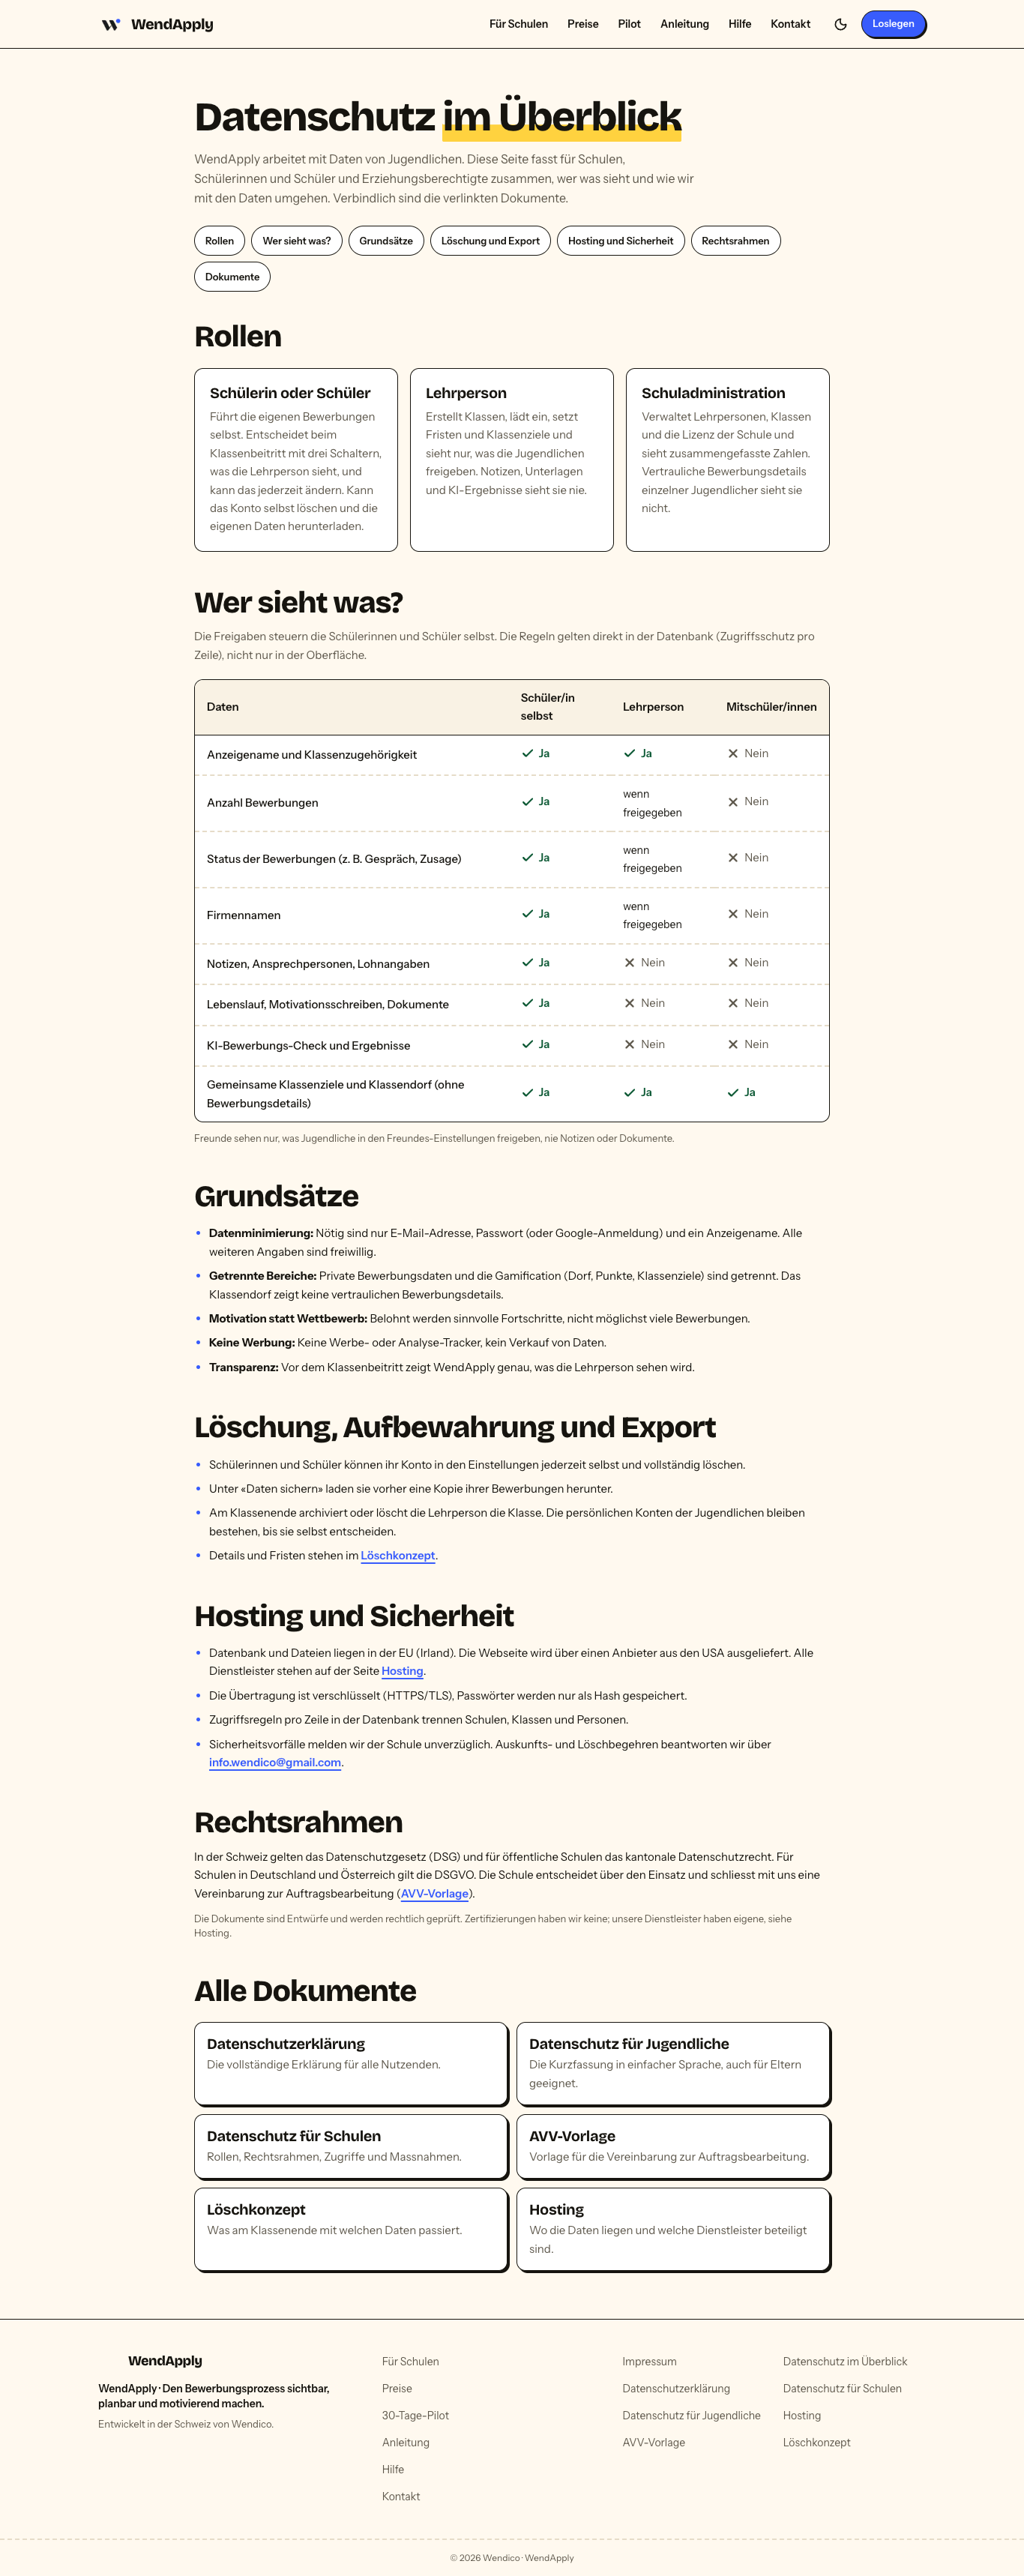 WendApply
Für Schulen Preise Pilot Anleitung Hilfe Kontakt Loslegen
Datenschutz im Überblick
WendApply arbeitet mit Daten von Jugendlichen. Diese Seite fasst für Schulen,
Schülerinnen und Schüler und Erziehungsberechtigte zusammen, wer was sieht und wie wir
mit den Daten umgehen. Verbindlich sind die verlinkten Dokumente.
Rollen Wer sieht was? Grundsätze Löschung und Export Hosting und Sicherheit Rechtsrahmen
Dokumente
Rollen
Schülerin oder Schüler
Führt die eigenen Bewerbungen
selbst. Entscheidet beim
Klassenbeitritt mit drei Schaltern,
was die Lehrperson sieht, und
kann das jederzeit ändern. Kann
das Konto selbst löschen und die
eigenen Daten herunterladen.
Lehrperson
Erstellt Klassen, lädt ein, setzt
Fristen und Klassenziele und
sieht nur, was die Jugendlichen
freigeben. Notizen, Unterlagen
und KI-Ergebnisse sieht sie nie.
Schuladministration
Verwaltet Lehrpersonen, Klassen
und die Lizenz der Schule und
sieht zusammengefasste Zahlen.
Vertrauliche Bewerbungsdetails
einzelner Jugendlicher sieht sie
nicht.
Wer sieht was?
Die Freigaben steuern die Schülerinnen und Schüler selbst. Die Regeln gelten direkt in der Datenbank (Zugriffsschutz pro
Zeile), nicht nur in der Oberfläche.
Daten Schüler/in selbst Lehrperson Mitschüler/innen
Anzeigename und Klassenzugehörigkeit Ja Ja Nein
Anzahl Bewerbungen Ja wenn freigegeben Nein
Status der Bewerbungen (z. B. Gespräch, Zusage) Ja wenn freigegeben Nein
Firmennamen Ja wenn freigegeben Nein
Notizen, Ansprechpersonen, Lohnangaben Ja Nein Nein
Lebenslauf, Motivationsschreiben, Dokumente Ja Nein Nein
KI-Bewerbungs-Check und Ergebnisse Ja Nein Nein
Gemeinsame Klassenziele und Klassendorf (ohne
Bewerbungsdetails) Ja Ja Ja
Freunde sehen nur, was Jugendliche in den Freundes-Einstellungen freigeben, nie Notizen oder Dokumente.
Grundsätze
• Datenminimierung: Nötig sind nur E-Mail-Adresse, Passwort (oder Google-Anmeldung) und ein Anzeigename. Alle
weiteren Angaben sind freiwillig.
• Getrennte Bereiche: Private Bewerbungsdaten und die Gamification (Dorf, Punkte, Klassenziele) sind getrennt. Das
Klassendorf zeigt keine vertraulichen Bewerbungsdetails.
• Motivation statt Wettbewerb: Belohnt werden sinnvolle Fortschritte, nicht möglichst viele Bewerbungen.
• Keine Werbung: Keine Werbe- oder Analyse-Tracker, kein Verkauf von Daten.
• Transparenz: Vor dem Klassenbeitritt zeigt WendApply genau, was die Lehrperson sehen wird.
Löschung, Aufbewahrung und Export
• Schülerinnen und Schüler können ihr Konto in den Einstellungen jederzeit selbst und vollständig löschen.
• Unter «Daten sichern» laden sie vorher eine Kopie ihrer Bewerbungen herunter.
• Am Klassenende archiviert oder löscht die Lehrperson die Klasse. Die persönlichen Konten der Jugendlichen bleiben
bestehen, bis sie selbst entscheiden.
• Details und Fristen stehen im Löschkonzept.
Hosting und Sicherheit
• Datenbank und Dateien liegen in der EU (Irland). Die Webseite wird über einen Anbieter aus den USA ausgeliefert. Alle
Dienstleister stehen auf der Seite Hosting.
• Die Übertragung ist verschlüsselt (HTTPS/TLS), Passwörter werden nur als Hash gespeichert.
• Zugriffsregeln pro Zeile in der Datenbank trennen Schulen, Klassen und Personen.
• Sicherheitsvorfälle melden wir der Schule unverzüglich. Auskunfts- und Löschbegehren beantworten wir über
info.wendico@gmail.com.
Rechtsrahmen
In der Schweiz gelten das Datenschutzgesetz (DSG) und für öffentliche Schulen das kantonale Datenschutzrecht. Für
Schulen in Deutschland und Österreich gilt die DSGVO. Die Schule entscheidet über den Einsatz und schliesst mit uns eine
Vereinbarung zur Auftragsbearbeitung (AVV-Vorlage).
Die Dokumente sind Entwürfe und werden rechtlich geprüft. Zertifizierungen haben wir keine; unsere Dienstleister haben eigene, siehe
Hosting.
Alle Dokumente
Datenschutzerklärung
Die vollständige Erklärung für alle Nutzenden.
Datenschutz für Jugendliche
Die Kurzfassung in einfacher Sprache, auch für Eltern
geeignet.
Datenschutz für Schulen
Rollen, Rechtsrahmen, Zugriffe und Massnahmen.
AVV-Vorlage
Vorlage für die Vereinbarung zur Auftragsbearbeitung.
Löschkonzept
Was am Klassenende mit welchen Daten passiert.
Hosting
Wo die Daten liegen und welche Dienstleister beteiligt
sind.
WendApply
WendApply · Den Bewerbungsprozess sichtbar,
planbar und motivierend machen.
Entwickelt in der Schweiz von Wendico.
Für Schulen
Preise
30-Tage-Pilot
Anleitung
Hilfe
Kontakt
Impressum
Datenschutzerklärung
Datenschutz für Jugendliche
AVV-Vorlage
Datenschutz im Überblick
Datenschutz für Schulen
Hosting
Löschkonzept
© 2026 Wendico · WendApply